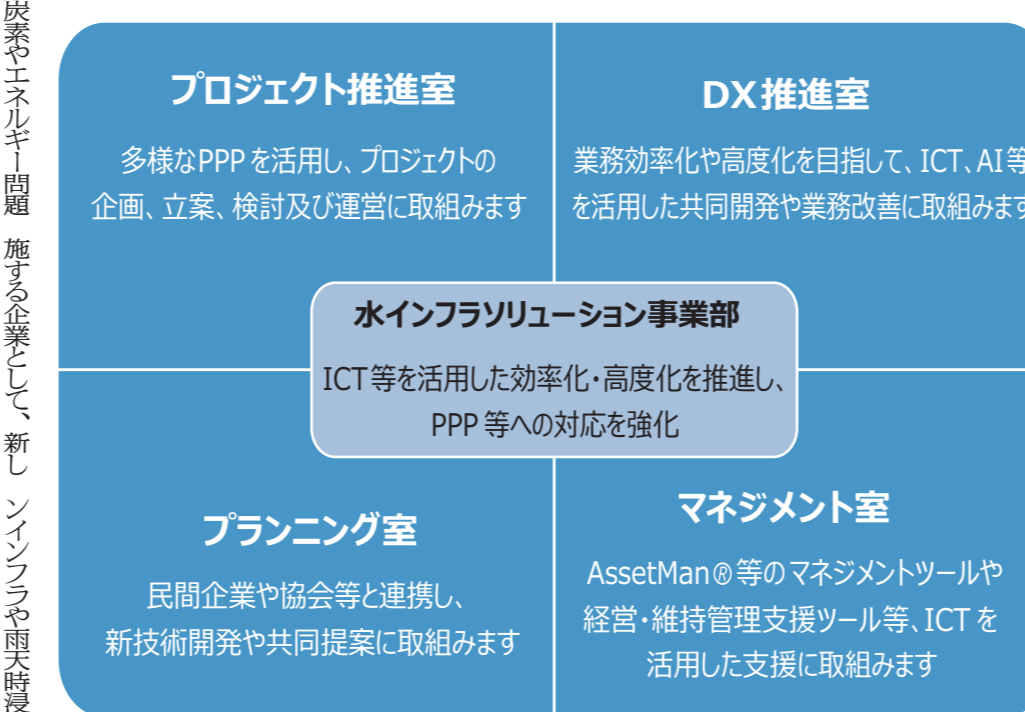 炭素やエネルギー問題　施する企業として、新し　ンインフラや雨天時浸
プロジェクト推進室
多様なPPPを活用し、プロジェクトの
企画、立案、検討及び運営に取組みます
DX推進室
業務効率化や高度化を目指して、ICT、AI等
を活用した共同開発や業務改善に取組みます
水インフラソリューション事業部
ICT等を活用した効率化・高度化を推進し、
PPP等への対応を強化
プランニング室
民間企業や協会等と連携し、
新技術開発や共同提案に取組みます
マネジメント室
AssetMan®等のマネジメントツールや
経営・維持管理支援ツール等、ICTを
活用した支援に取組みます